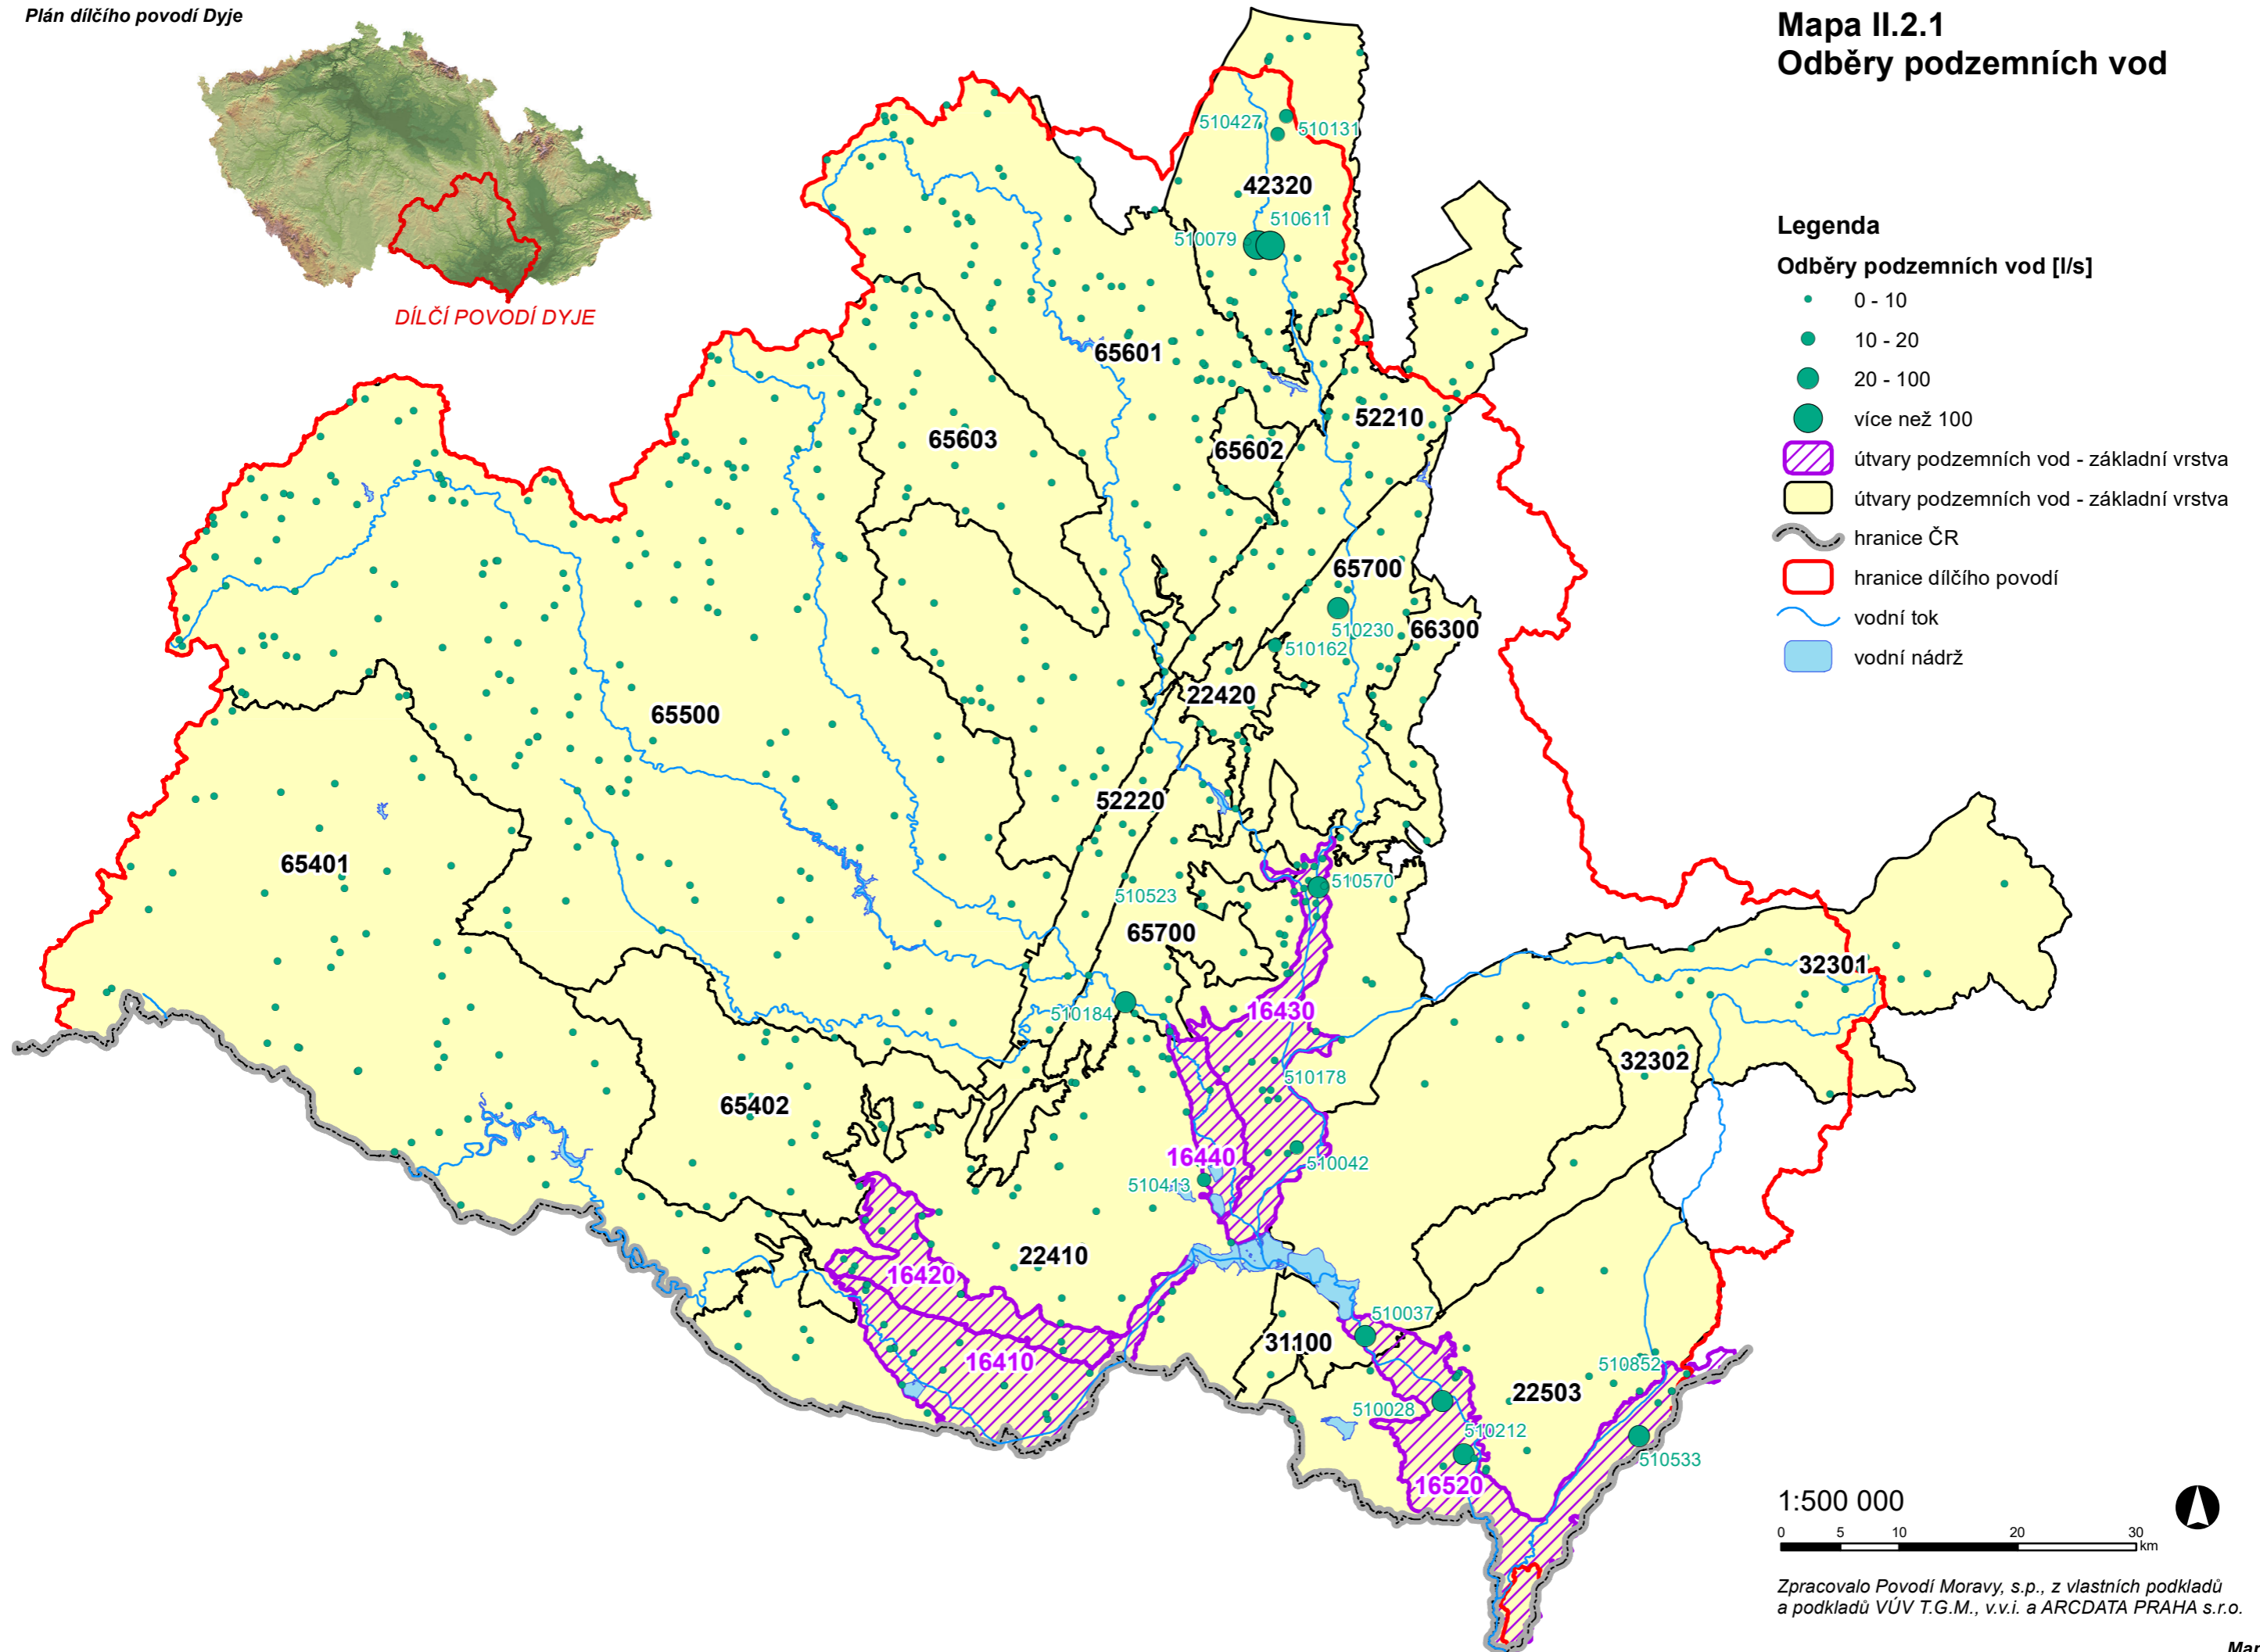 Plán dílčího povodí Dyje
DÍLČÍ POVODÍ DYJE
Mapa II.2.1
Odběry podzemních vod
Legenda
Odběry podzemních vod [l/s]
0 - 10
10 - 20
20 - 100
více než 100
útvary podzemních vod - základní vrstva
útvary podzemních vod - základní vrstva
hranice ČR
hranice dílčího povodí
vodní tok
vodní nádrž
510427
510131
42320
510611
510079
65601
52210
65603
65602
65700
510230
66300
510162
22420
65500
52220
65401
510570
510523
65700
32301
16430
510184
32302
510178
65402
16440
510042
510413
22410
16420
510037
31100
16410
510852
22503
510028
510212
510533
16520
1:500 000
0 5 10 20 30
km
Zpracovalo Povodí Moravy, s.p., z vlastních podkladů
a podkladů VÚV T.G.M., v.v.i. a ARCDATA PRAHA s.r.o.